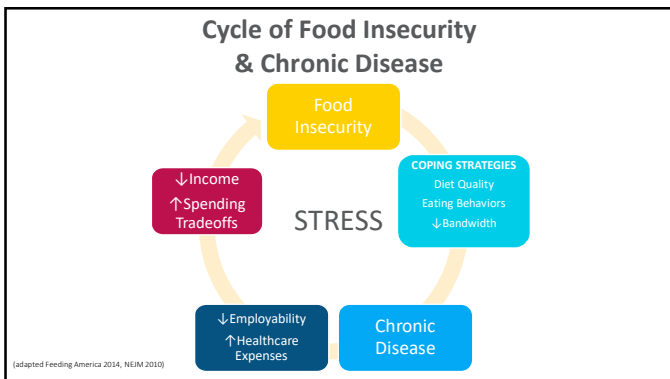 Cycle of Food Insecurity
& Chronic Disease
Food
Insecurity
COPING STRATEGIES
Diet Quality
Eating Behaviors
↓Bandwidth
Chronic
Disease
↓Employability
↑Healthcare
Expenses
↓Income
↑Spending
Tradeoffs
STRESS
(adapted Feeding America 2014, NEJM 2010)